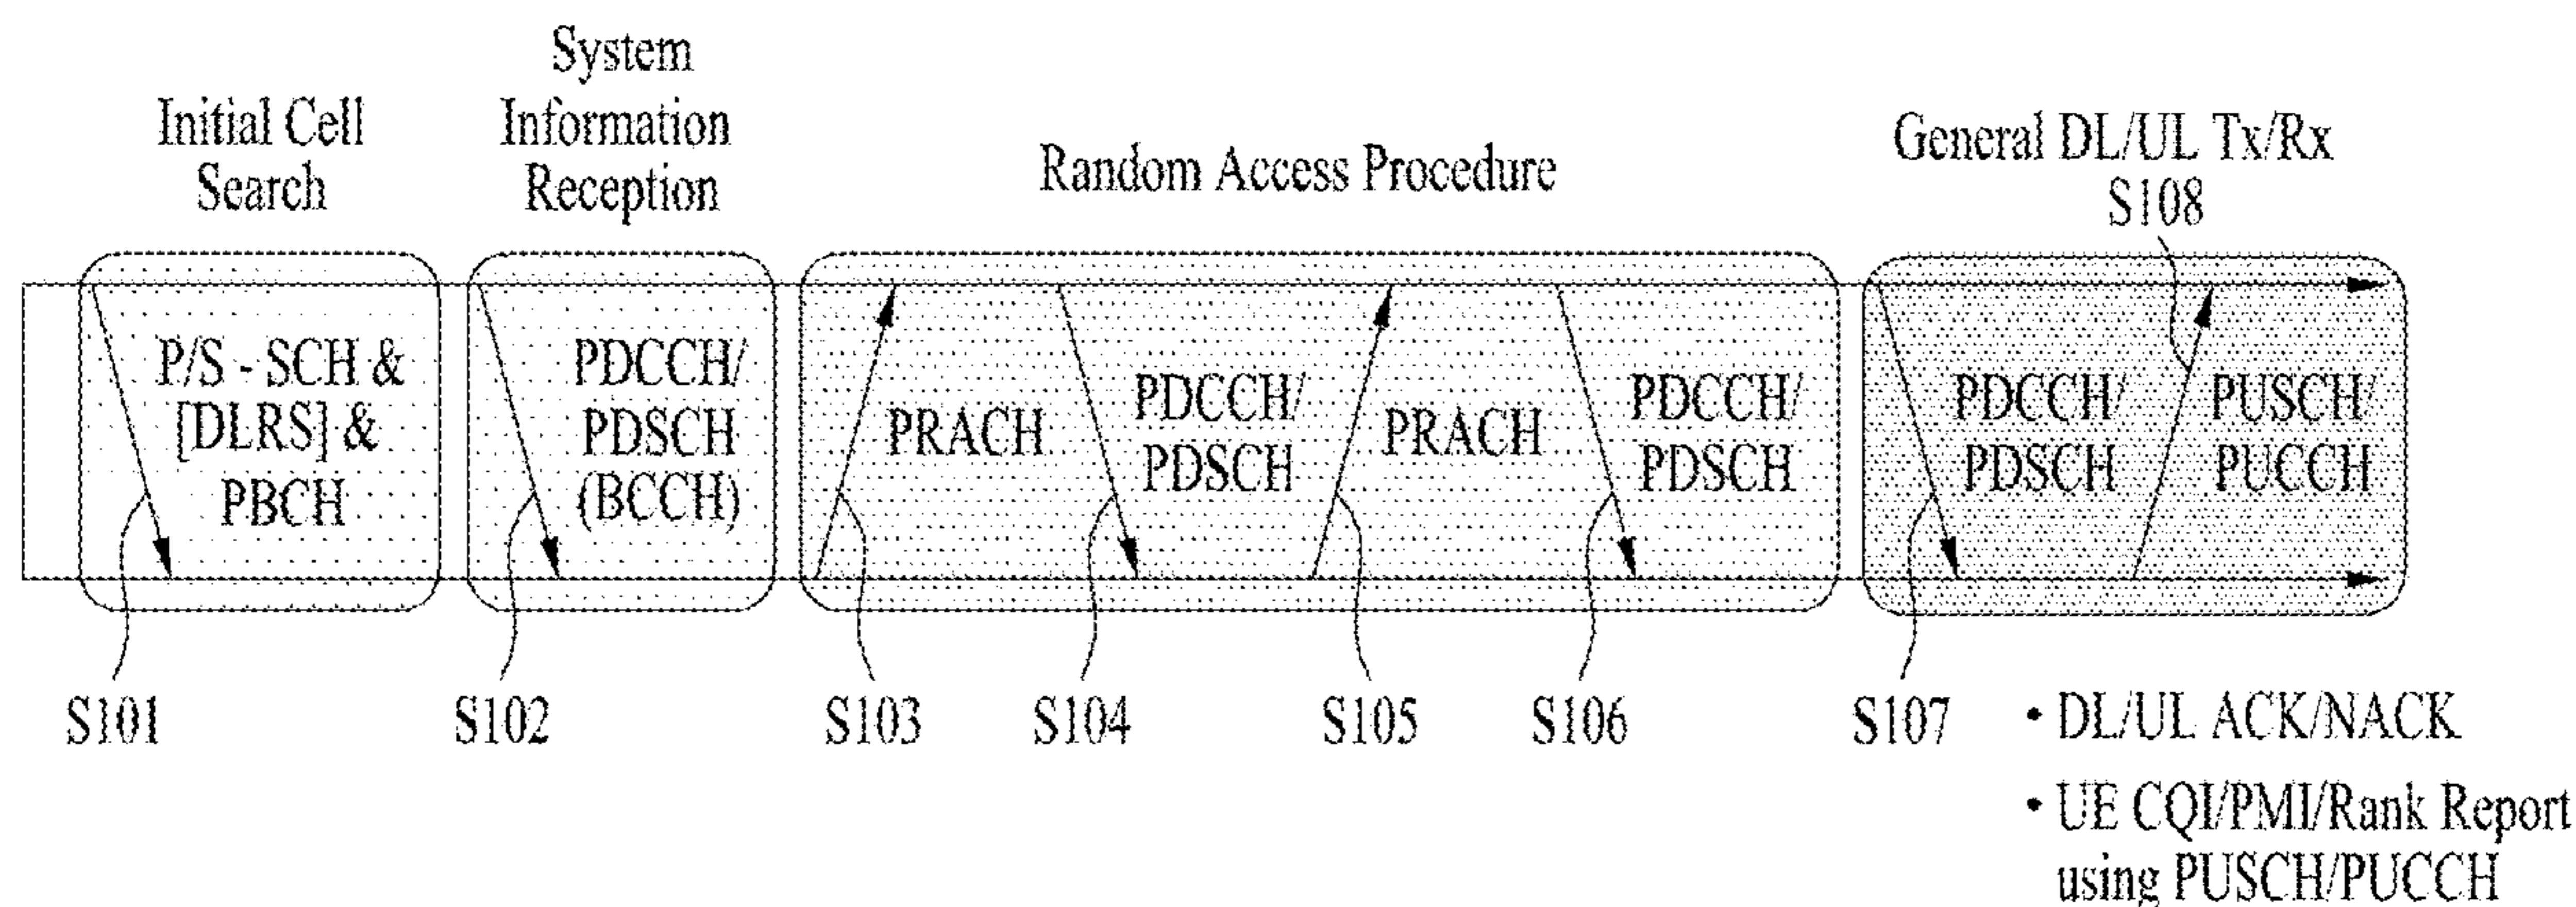 Initial Cell
Search
System
Information
Reception
Random Access Procedure
General DL/UL Tx/Rx
S108
P/S - SCH &
[DLRS] &
PBCH
PDCCH/
PDSCH
(BCCH)
PRACH
PDCCH/
PDSCH
PRACH
PDCCH/
PDSCH
PDCCH/
PDSCH
PUSCH/
PUCCH
S101
S102
S103
S104
S105
S106
S107
• DL/UL ACK/NACK
• UE CQI/PMI/Rank Report
using PUSCH/PUCCH